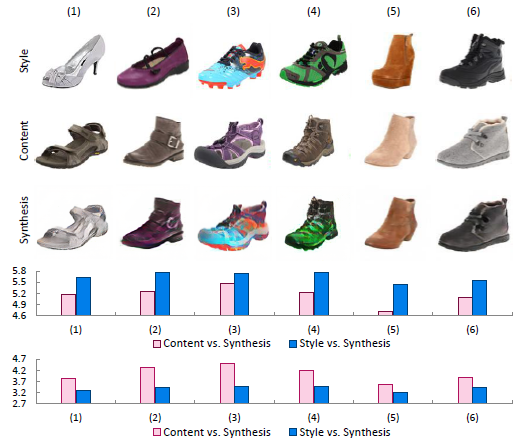 (1) (2) (3) (4) (5) (6)
Style
Content
Synthesis
5.8
5.5
5.2
4.9
4.6
(1) (2) (3) (4) (5) (6)
Content vs. Synthesis Style vs. Synthesis
4.7
4.2
3.7
3.2
2.7
(1) (2) (3) (4) (5) (6)
Content vs. Synthesis Style vs. Synthesis